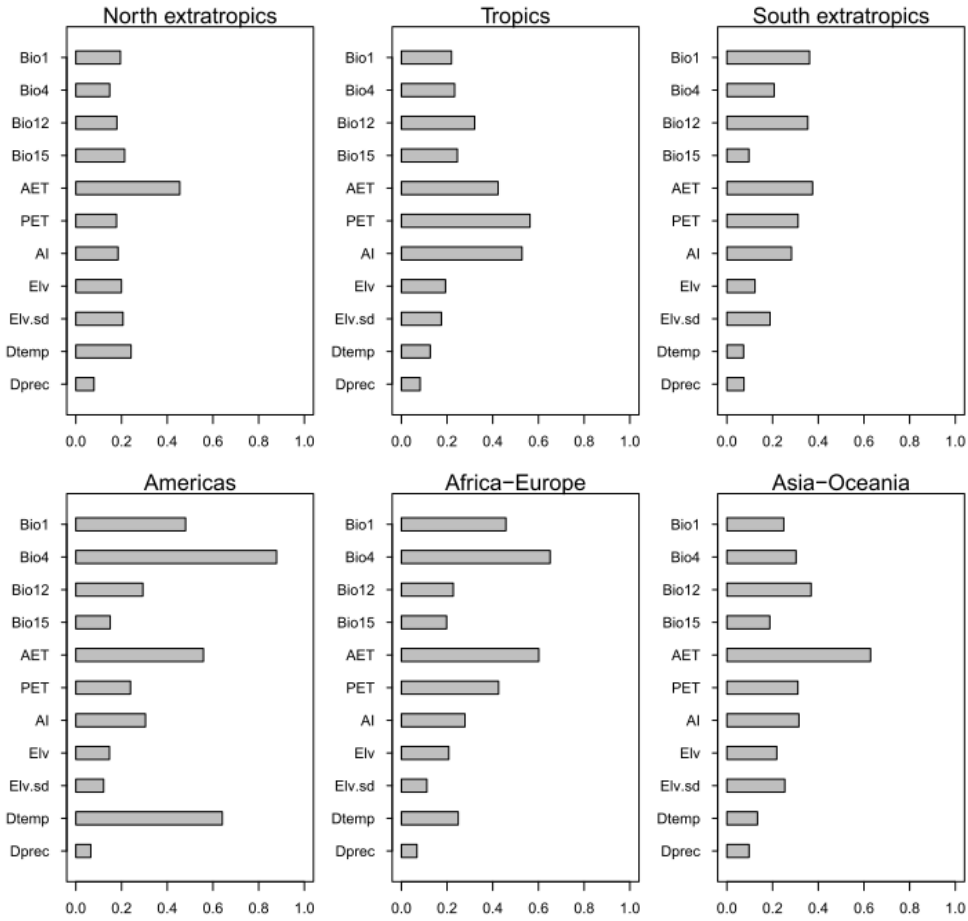 North extratropics
Bio1
Bio4
Bio12
Bio15
AET
PET
AI
Elv
Elv.sd
Dtemp
Dprec
0.0 0.2 0.4 0.6 0.8 1.0
Tropics
Bio1
Bio4
Bio12
Bio15
AET
PET
AI
Elv
Elv.sd
Dtemp
Dprec
0.0 0.2 0.4 0.6 0.8 1.0
South extratropics
Bio1
Bio4
Bio12
Bio15
AET
PET
AI
Elv
Elv.sd
Dtemp
Dprec
0.0 0.2 0.4 0.6 0.8 1.0
Americas
Bio1
Bio4
Bio12
Bio15
AET
PET
AI
Elv
Elv.sd
Dtemp
Dprec
0.0 0.2 0.4 0.6 0.8 1.0
Africa−Europe
Bio1
Bio4
Bio12
Bio15
AET
PET
AI
Elv
Elv.sd
Dtemp
Dprec
0.0 0.2 0.4 0.6 0.8 1.0
Asia−Oceania
Bio1
Bio4
Bio12
Bio15
AET
PET
AI
Elv
Elv.sd
Dtemp
Dprec
0.0 0.2 0.4 0.6 0.8 1.0